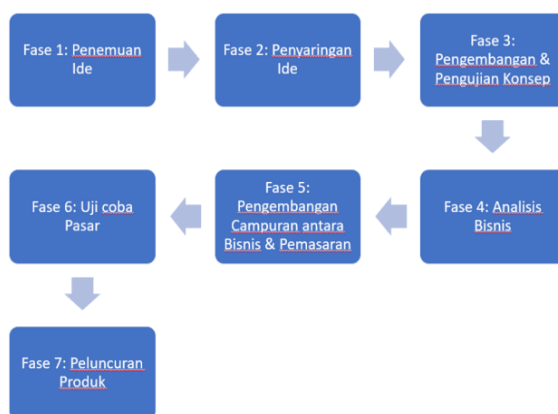 Fase 1: Penemuan
Ide
Fase 2: Penyaringan
Ide
Fase 3:
Pengembangan &
Pengujian Konsep
Fase 4: Analisis
Bisnis
Fase 5:
Pengembangan
Campuran antara
Bisnis & Pemasaran
Fase 6: Uji coba
Pasar
Fase 7: Peluncuran
Produk